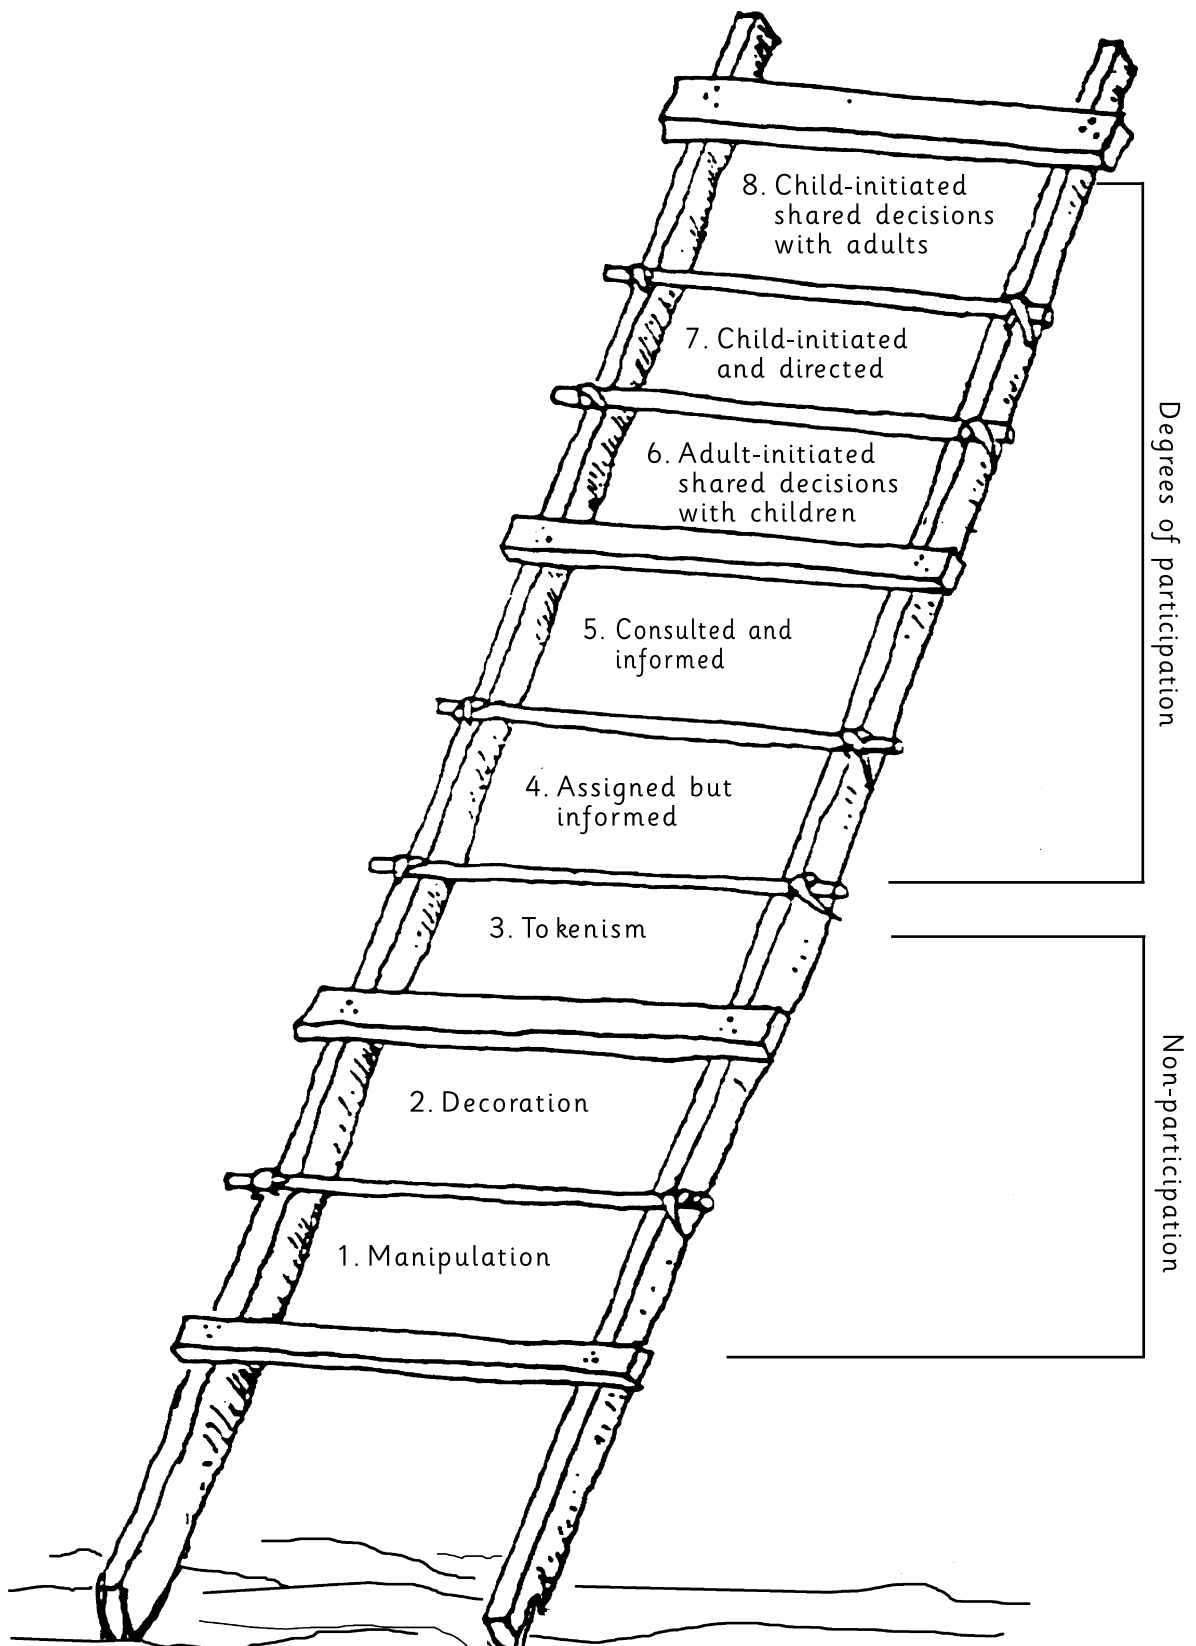 8. Child-initiated
shared decisions
with adults
7. Child-initiated
and directed
6. Adult-initiated
shared decisions
with children
5. Consulted and
informed
4. Assigned but
informed
3. Tokenism
2. Decoration
1. Manipulation
Degrees of participation
Non-participation